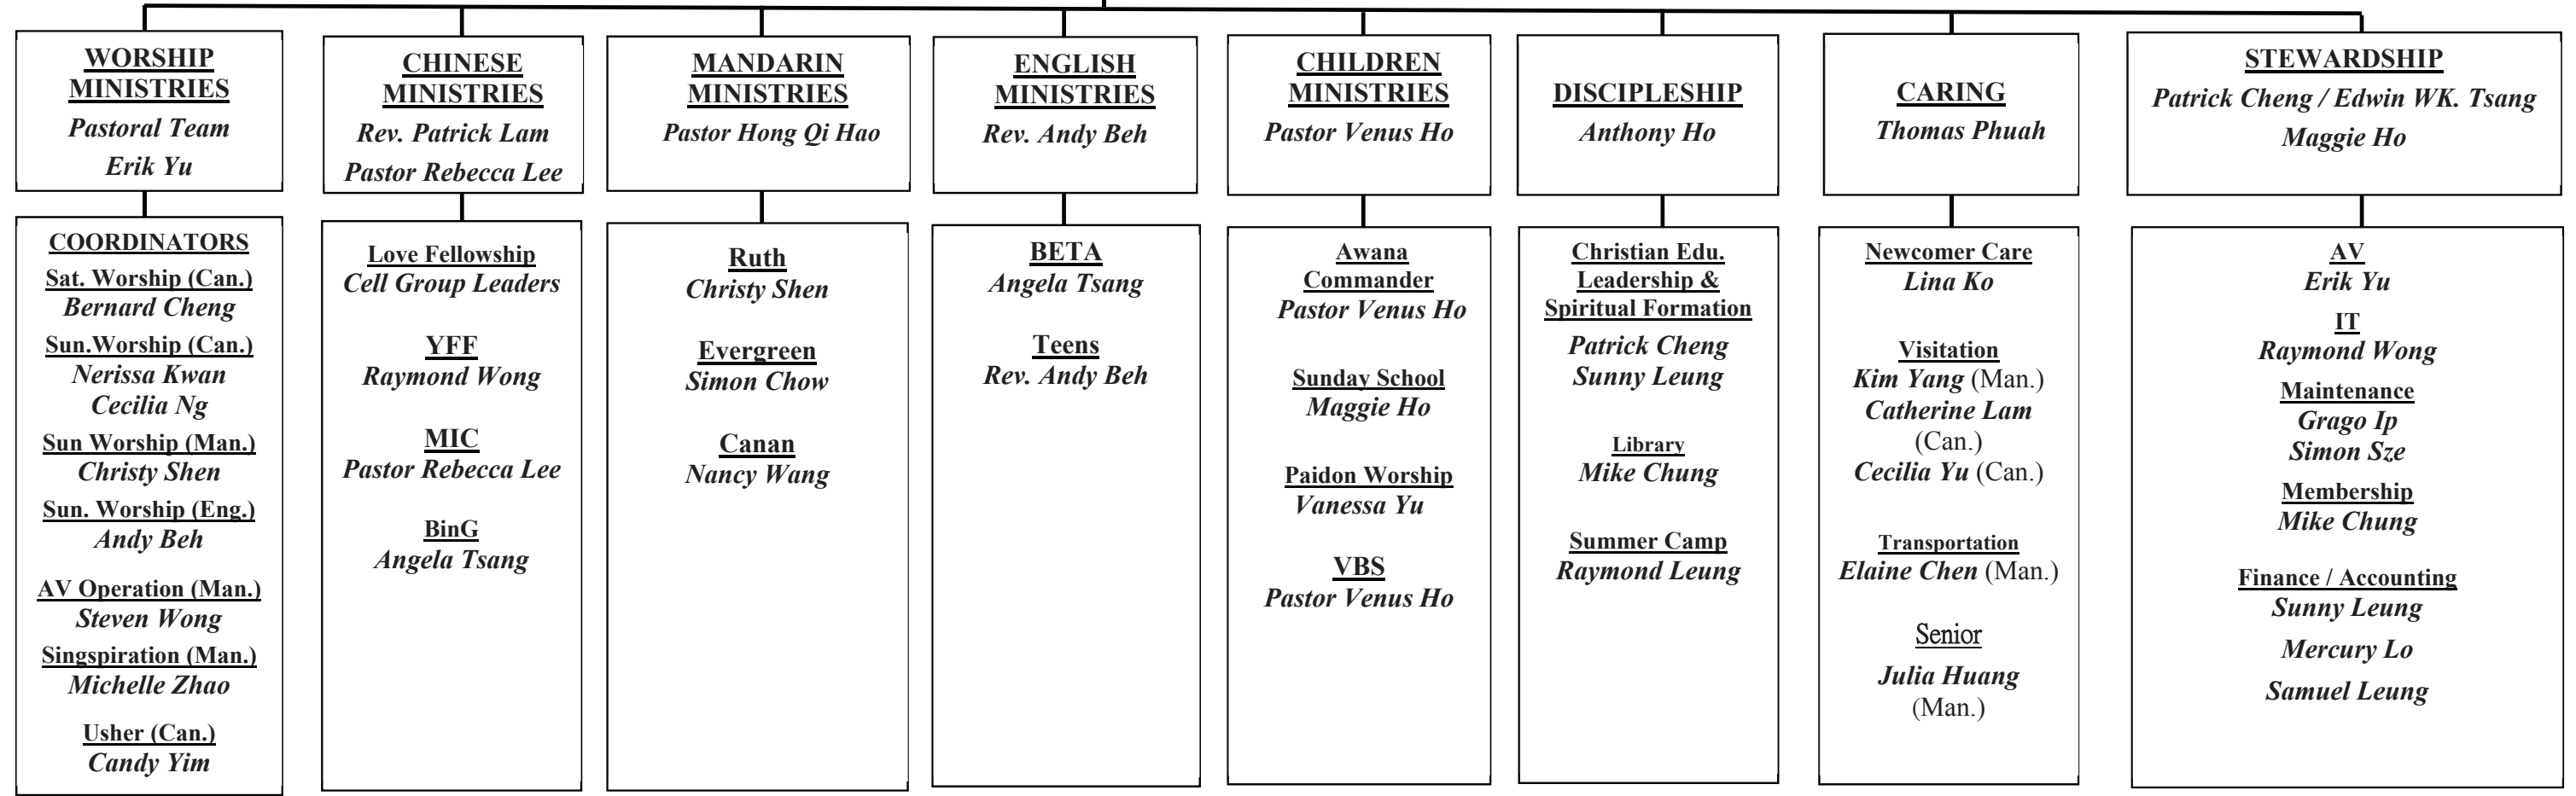 WORSHIP
MINISTRIES
Pastoral Team
Erik Yu
CHINESE
MINISTRIES
Rev. Patrick Lam
Pastor Rebecca Lee
MANDARIN
MINISTRIES
Pastor Hong Qi Hao
ENGLISH
MINISTRIES
Rev. Andy Beh
CHILDREN
MINISTRIES
Pastor Venus Ho
DISCIPLESHIP
Anthony Ho
CARING
Thomas Phuah
STEWARDSHIP
Patrick Cheng / Edwin WK. Tsang
Maggie Ho
COORDINATORS
Sat. Worship (Can.)
Bernard Cheng
Sun.Worship (Can.)
Nerissa Kwan
Cecilia Ng
Sun Worship (Man.)
Christy Shen
Sun. Worship (Eng.)
Andy Beh
AV Operation (Man.)
Steven Wong
Singspiration (Man.)
Michelle Zhao
Usher (Can.)
Candy Yim
Love Fellowship
Cell Group Leaders
YFF
Raymond Wong
MIC
Pastor Rebecca Lee
BinG
Angela Tsang
Ruth
Christy Shen
Evergreen
Simon Chow
Canan
Nancy Wang
BETA
Angela Tsang
Teens
Rev. Andy Beh
Awana
Commander
Pastor Venus Ho
Sunday School
Maggie Ho
Paidon Worship
Vanessa Yu
VBS
Pastor Venus Ho
Christian Edu.
Leadership &
Spiritual Formation
Patrick Cheng
Sunny Leung
Library
Mike Chung
Summer Camp
Raymond Leung
Newcomer Care
Lina Ko
Visitation
Kim Yang (Man.)
Catherine Lam
(Can.)
Cecilia Yu (Can.)
Transportation
Elaine Chen (Man.)
Senior
Julia Huang
(Man.)
AV
Erik Yu
IT
Raymond Wong
Maintenance
Grago Ip
Simon Sze
Membership
Mike Chung
Finance / Accounting
Sunny Leung
Mercury Lo
Samuel Leung